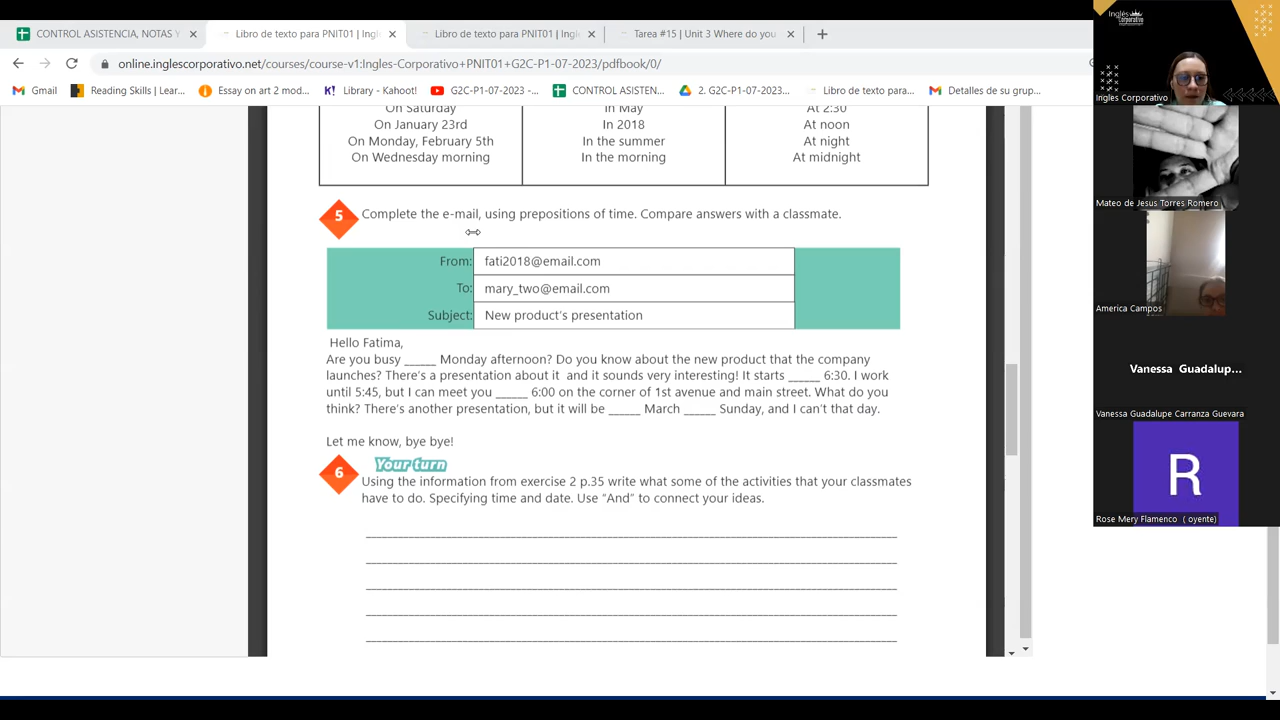 CONTROL ASISTENCIA, NOTAS Y
Libro de texto para PNIT01 | Ingl
Libro de texto para PNIT01 | Ingl
Tarea #15 | Unit 3 Where do you
online.inglescorporativo.net/courses/course-v1:Ingles-Corporativo+PNIT01+G2C-P1-07-2023/pdfbook/0/
Gmail
Reading Skills | Lear...
Essay on art 2 mod...
Library - Kahoot!
G2C-P1-07-2023 -...
CONTROL ASISTEN...
2. G2C-P1-07-2023...
Libro de texto para...
Detalles de su grup...
On Saturday In May At 2:30
On January 23rd In 2018 At noon
On Monday, February 5th In the summer At night
On Wednesday morning In the morning At midnight
5 Complete the e-mail, using prepositions of time. Compare answers with a classmate.
From: fati2018@email.com
To: mary_two@email.com
Subject: New product's presentation
Hello Fatima,
Are you busy ______ Monday afternoon? Do you know about the new product that the company
launches? There's a presentation about it and it sounds very interesting! It starts ______ 6:30. I work
until 5:45, but I can meet you ______ 6:00 on the corner of 1st avenue and main street. What do you
think? There's another presentation, but it will be ______ March ______ Sunday, and I can't that day.
Let me know, bye bye!
6 Your turn
Using the information from exercise 2 p.35 write what some of the activities that your classmates
have to do. Specifying time and date. Use “And” to connect your ideas.
Inglés Corporativo
Ingles Corporativo
Mateo de Jesus Torres Romero
America Campos
Vanessa Guadalup...
Vanessa Guadalupe Carranza Guevara
R
Rose Mery Flamenco ( oyente)